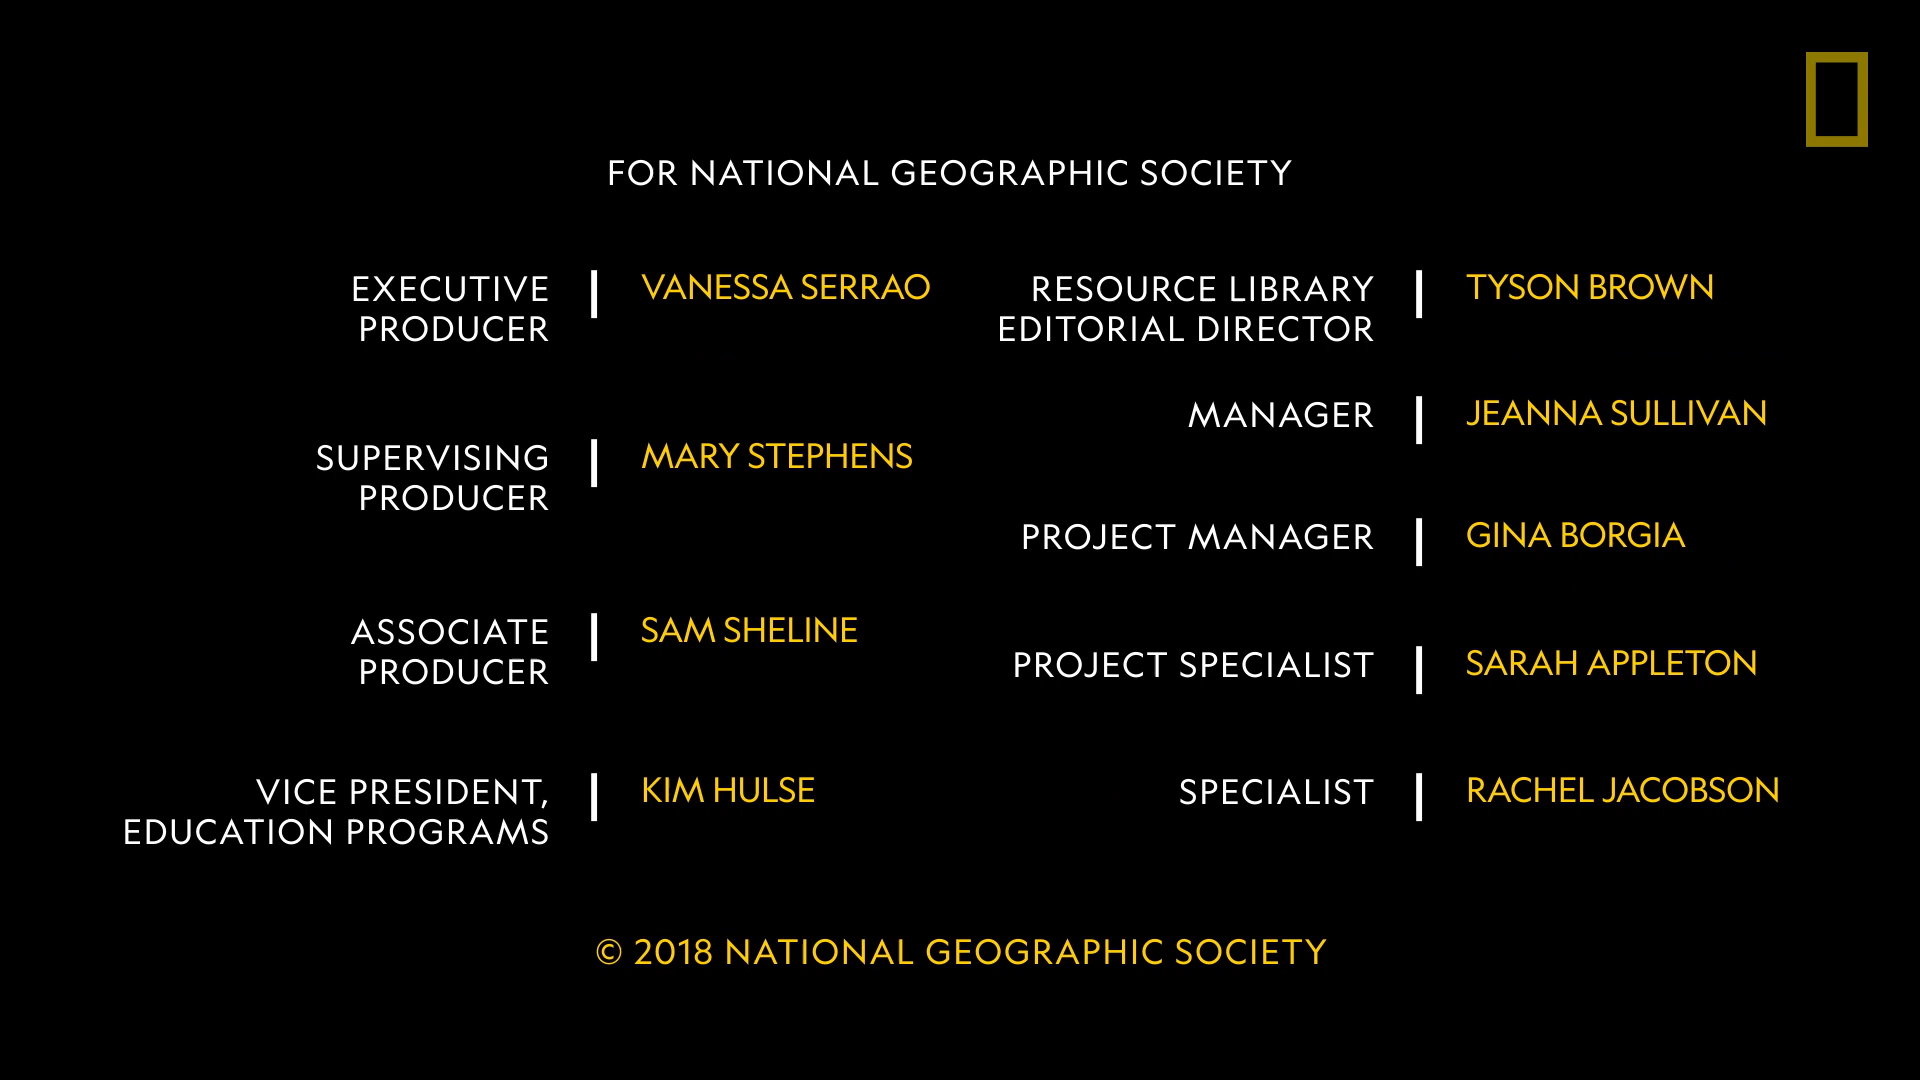 FOR NATIONAL GEOGRAPHIC SOCIETY
EXECUTIVE
PRODUCER
VANESSA SERRAO
SUPERVISING
PRODUCER
MARY STEPHENS
ASSOCIATE
PRODUCER
SAM SHELINE
VICE PRESIDENT,
EDUCATION PROGRAMS
KIM HULSE
RESOURCE LIBRARY
EDITORIAL DIRECTOR
TYSON BROWN
MANAGER
JEANNA SULLIVAN
PROJECT MANAGER
GINA BORGIA
PROJECT SPECIALIST
SARAH APPLETON
SPECIALIST
RACHEL JACOBSON
© 2018 NATIONAL GEOGRAPHIC SOCIETY